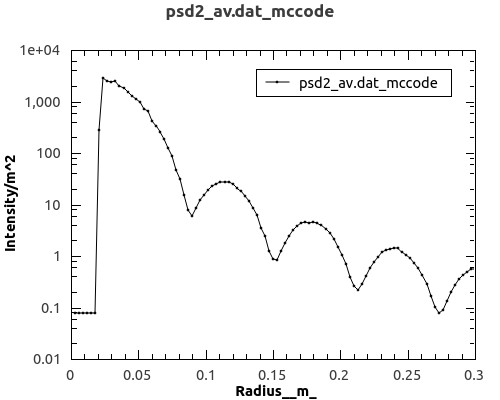 psd2_av.dat_mccode
1e+04
1,000
100
10
1
0.1
0.01
Intensity/m^2
psd2_av.dat_mccode
0 0.05 0.1 0.15 0.2 0.25 0.3
Radius__m_